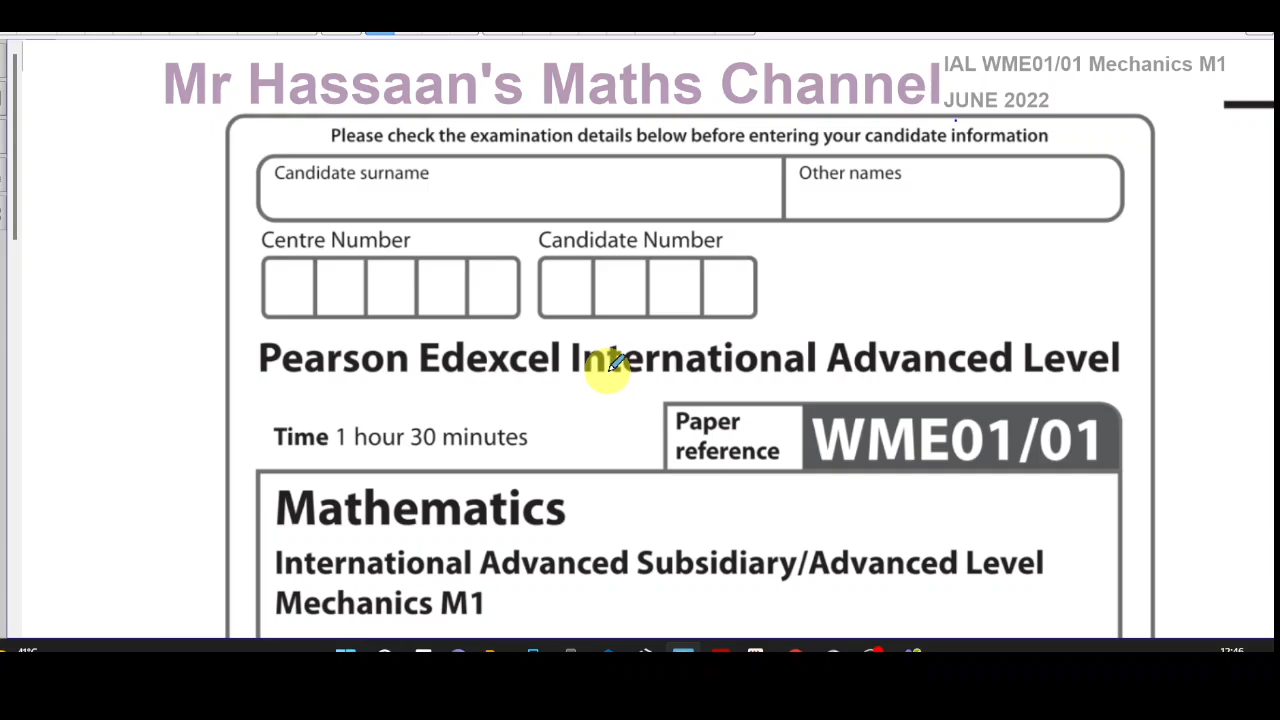 Mr Hassaan's Maths Channel
IAL WME01/01 Mechanics M1
JUNE 2022
Please check the examination details below before entering your candidate information
Candidate surname
Other names
Centre Number
Candidate Number
Pearson Edexcel International Advanced Level
Time 1 hour 30 minutes
Paper reference
WME01/01
Mathematics
International Advanced Subsidiary/Advanced Level
Mechanics M1